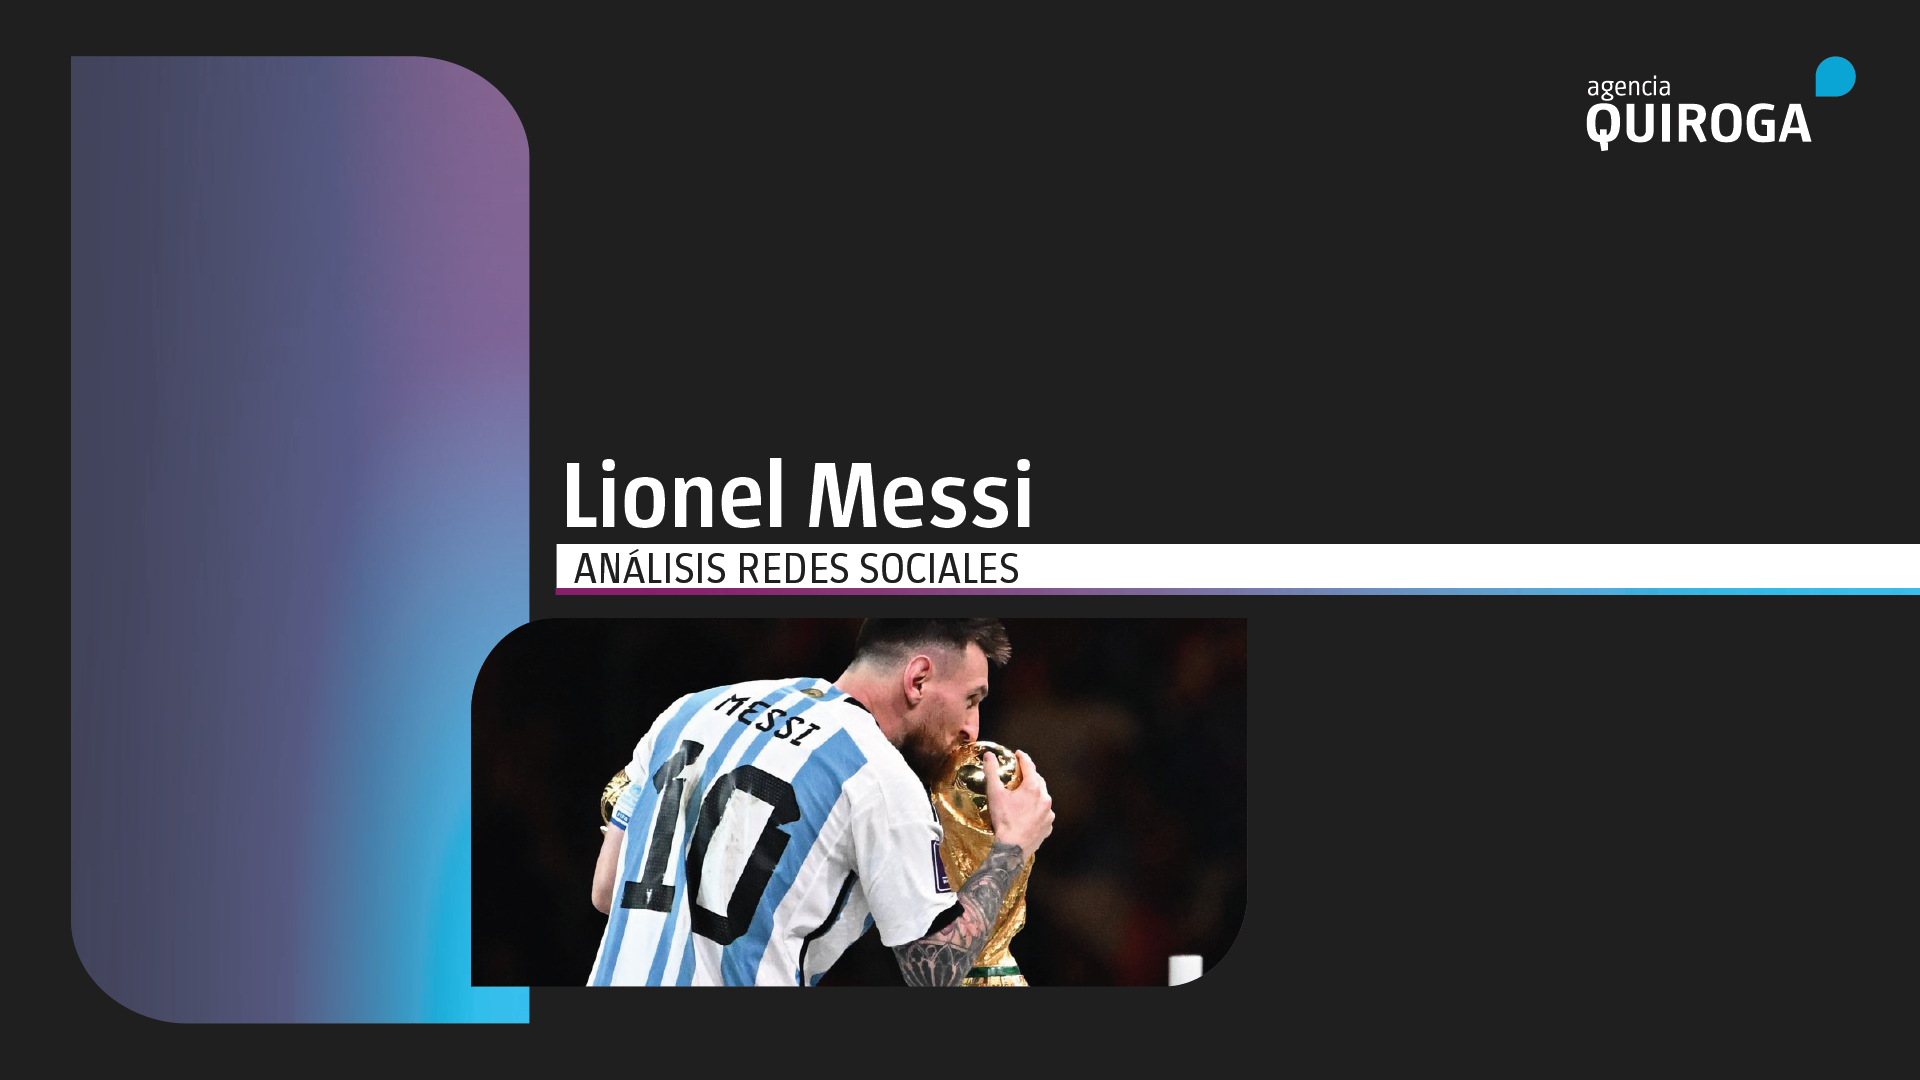 agencia
QUIROGA
Lionel Messi
ANÁLISIS REDES SOCIALES
MESSI
10